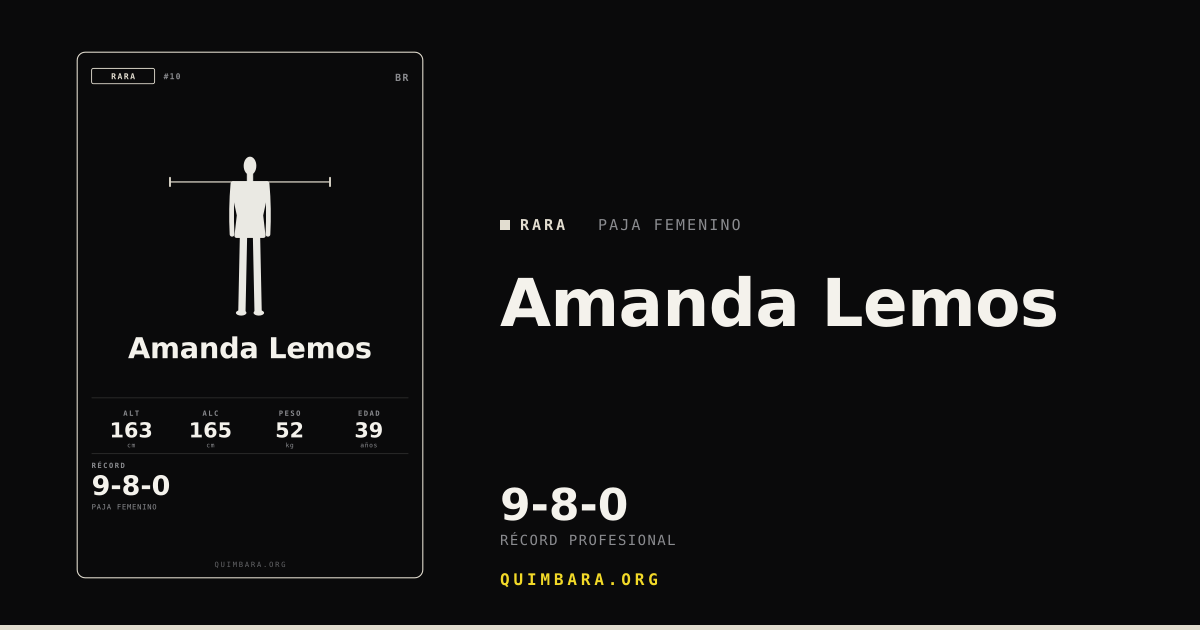 RARA #10 BR
Amanda Lemos
ALT ALC PESO EDAD
163 165 52 39
cm cm kg años
RÉCORD
9-8-0
PAJA FEMENINO
QUIMBARA.ORG
RARA PAJA FEMENINO
Amanda Lemos
9-8-0
RÉCORD PROFESIONAL
QUIMBARA.ORG